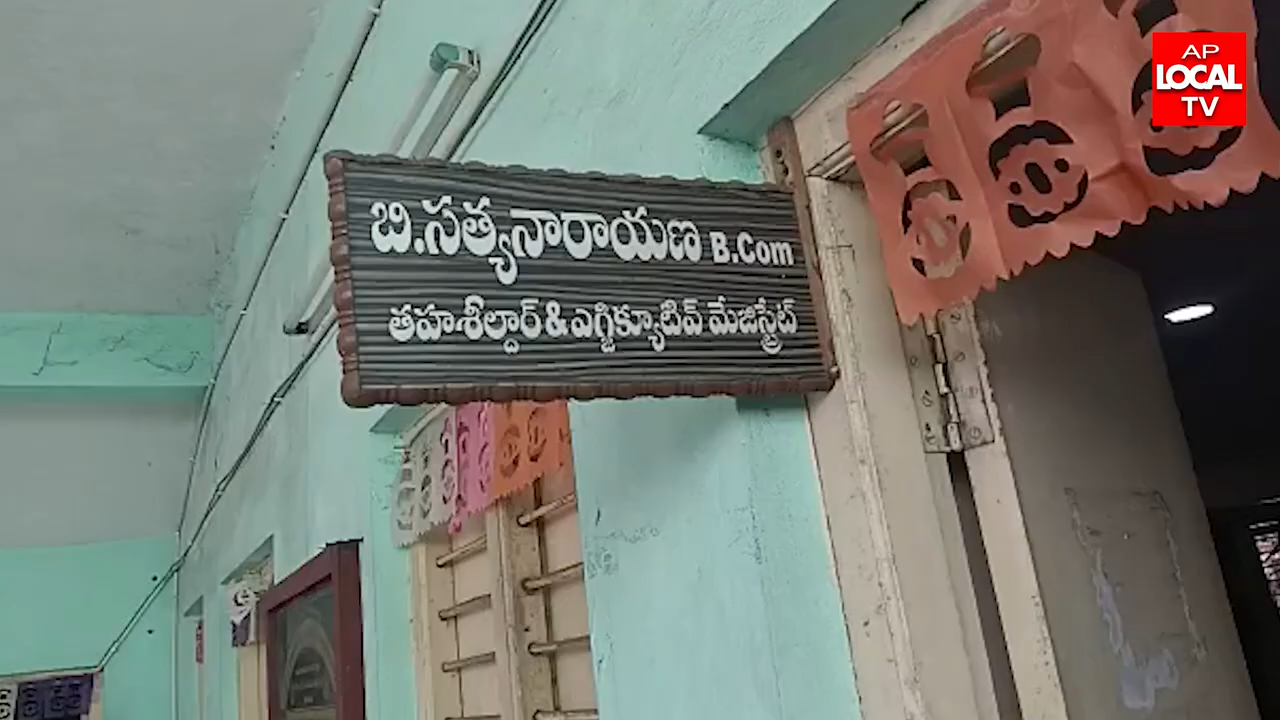 AP
LOCAL
TV
బి.సత్యనారాయణ B.Com
తహశీల్దార్ & ఎగ్జిక్యూటివ్ మేజిస్ట్రేట్